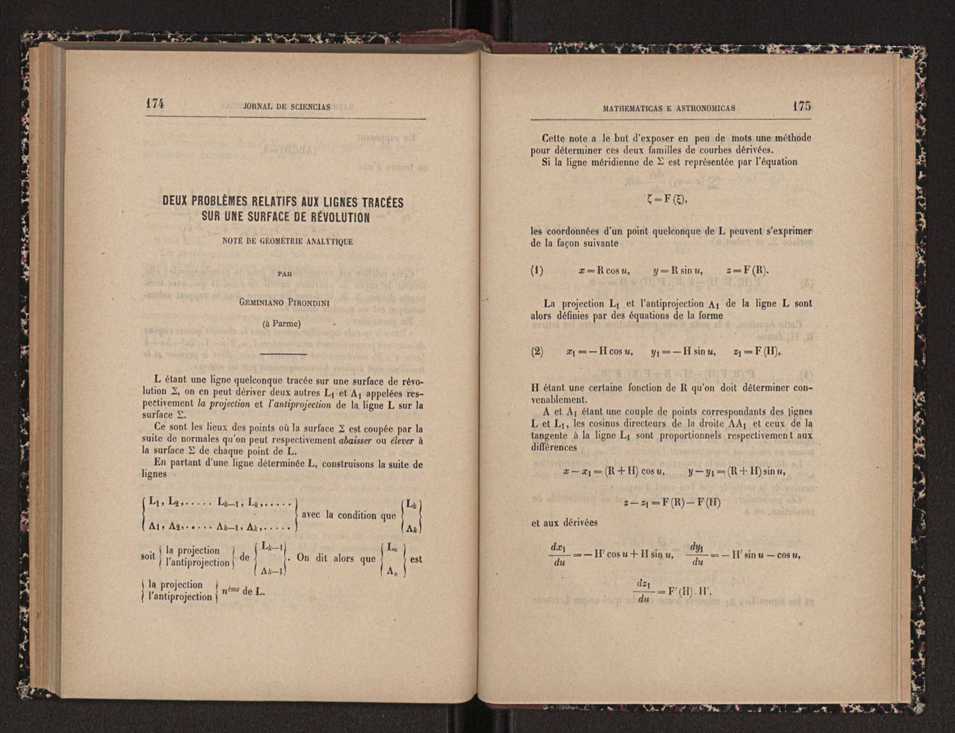 174
JORNAL DE SCIENCIAS
DEUX PROBLÊMES RELATIFS AUX LIGNES TRACÉES
SUR UNE SURFACE DE RÉVOLUTION
NOTE DE GÉOMÉTRIE ANALYTIQUE
PAR
GEMINIANO PIRONDINI
(à Parme)
L étant une ligne quelconque tracée sur une surface de révo-
lution Σ, on en peut dériver deux autres L₁ et Λ₁ appelées res-
pectivement la projection et l'antiprojection de la ligne L sur la
surface Σ.
Ce sont les lieux des points où la surface Σ est coupée par la
suite de normales qu'on peut respectivement abaisser ou élever à
la surface Σ de chaque point de L.
En partant d'une ligne déterminée L, construisons la suite de
lignes
{ L₁, L₂,..... Lₖ₋₁, Lₖ,...... } avec la condition que { Lₖ }
{ Λ₁, Λ₂,..... Λₖ₋₁, Λₖ,..... } { Λₖ }
soit { la projection } de { Lₖ₋₁ }. On dit alors que { Lₙ } est
{ l'antiprojection } { Λₖ₋₁ } { Λₙ }
{ la projection } nᵉᵐᵉ de L.
{ l'antiprojection }
MATHEMATICAS E ASTRONOMICAS
175
Cette note a le but d'exposer en peu de mots une méthode
pour déterminer ces deux familles de courbes dérivées.
Si la ligne méridienne de Σ est représentée par l'équation
ζ = F (ξ),
les coordonnées d'un point quelconque de L peuvent s'exprimer
de la façon suivante
(1) x = R cos u, y = R sin u, z = F (R).
La projection L₁ et l'antiprojection Λ₁ de la ligne L sont
alors définies par des équations de la forme
(2) x₁ = — H cos u, y₁ = — H sin u, z₁ = F (H),
H étant une certaine fonction de R qu'on doit déterminer con-
venablement.
A et A₁ étant une couple de points correspondants des lignes
L et L₁, les cosinus directeurs de la droite AA₁ et ceux de la
tangente à la ligne L₁ sont proportionnels respectivement aux
différences
x — x₁ = (R + H) cos u, y — y₁ = (R + H) sin u,
z — z₁ = F (R) — F (H)
et aux dérivées
dx₁/du = — H' cos u + H sin u, dy₁/du = — H' sin u — cos u,
dz₁/du = F' (H) . H'.